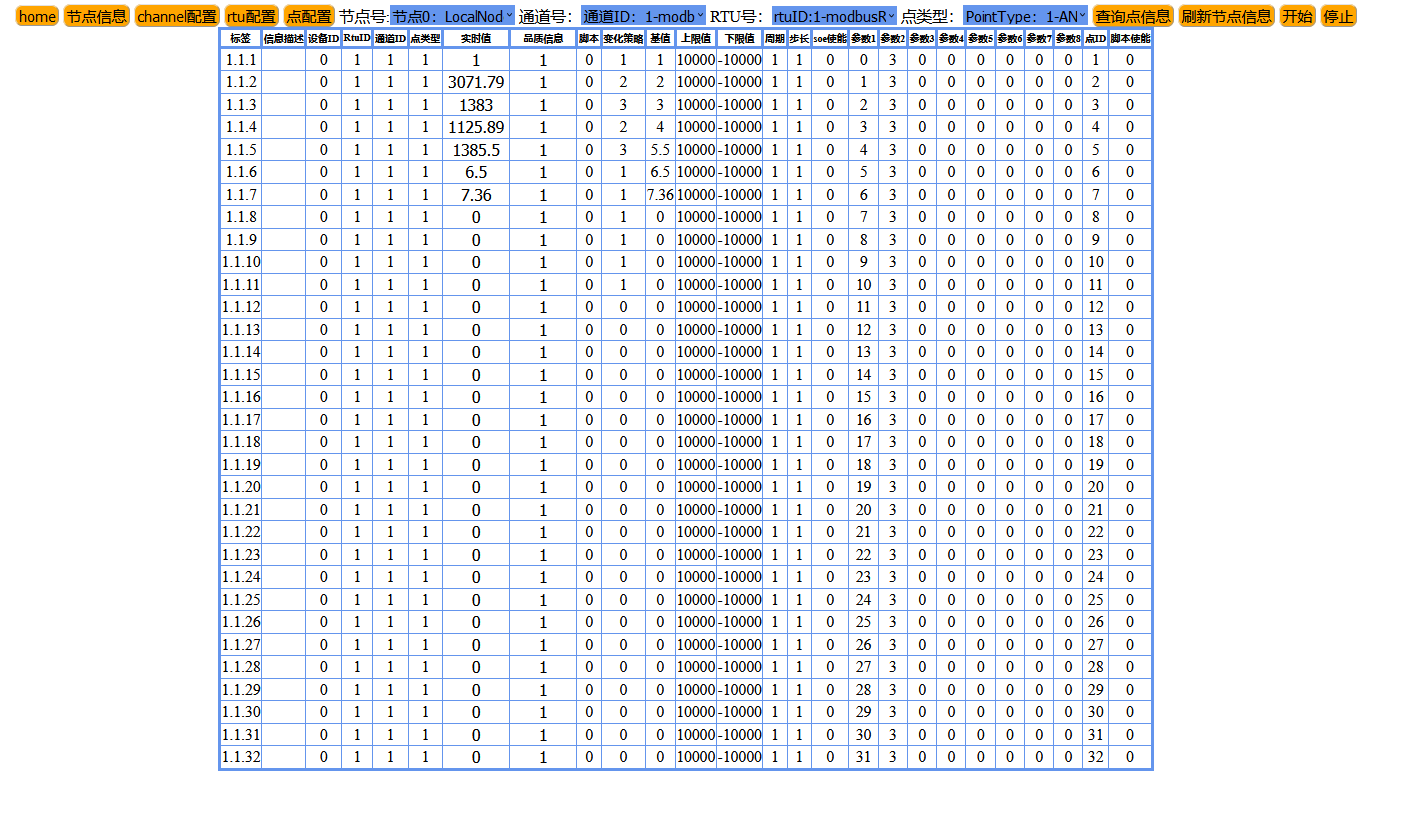 home 节点信息 channel配置 rtu配置 点配置 节点号: 节点0：LocalNod 通道号： 通道ID：1-modb RTU号： rtuID:1-modbusR 点类型： PointType：1-AN 查询点信息 刷新节点信息 开始 停止
标签 信息描述 设备ID RtuID 通道ID 点类型 实时值 品质信息 脚本 变化策略 基值 上限值 下限值 周期 步长 soe使能 参数1 参数2 参数3 参数4 参数5 参数6 参数7 参数8 点ID 脚本使能
1.1.1 0 1 1 1 1 1 0 1 1 10000 -10000 1 1 0 0 3 0 0 0 0 0 0 1 0
1.1.2 0 1 1 1 3071.79 1 0 2 2 10000 -10000 1 1 0 1 3 0 0 0 0 0 0 2 0
1.1.3 0 1 1 1 1383 1 0 3 3 10000 -10000 1 1 0 2 3 0 0 0 0 0 0 3 0
1.1.4 0 1 1 1 1125.89 1 0 2 4 10000 -10000 1 1 0 3 3 0 0 0 0 0 0 4 0
1.1.5 0 1 1 1 1385.5 1 0 3 5.5 10000 -10000 1 1 0 4 3 0 0 0 0 0 0 5 0
1.1.6 0 1 1 1 6.5 1 0 1 6.5 10000 -10000 1 1 0 5 3 0 0 0 0 0 0 6 0
1.1.7 0 1 1 1 7.36 1 0 1 7.36 10000 -10000 1 1 0 6 3 0 0 0 0 0 0 7 0
1.1.8 0 1 1 1 0 1 0 1 0 10000 -10000 1 1 0 7 3 0 0 0 0 0 0 8 0
1.1.9 0 1 1 1 0 1 0 1 0 10000 -10000 1 1 0 8 3 0 0 0 0 0 0 9 0
1.1.10 0 1 1 1 0 1 0 1 0 10000 -10000 1 1 0 9 3 0 0 0 0 0 0 10 0
1.1.11 0 1 1 1 0 1 0 1 0 10000 -10000 1 1 0 10 3 0 0 0 0 0 0 11 0
1.1.12 0 1 1 1 0 1 0 0 0 10000 -10000 1 1 0 11 3 0 0 0 0 0 0 12 0
1.1.13 0 1 1 1 0 1 0 0 0 10000 -10000 1 1 0 12 3 0 0 0 0 0 0 13 0
1.1.14 0 1 1 1 0 1 0 0 0 10000 -10000 1 1 0 13 3 0 0 0 0 0 0 14 0
1.1.15 0 1 1 1 0 1 0 0 0 10000 -10000 1 1 0 14 3 0 0 0 0 0 0 15 0
1.1.16 0 1 1 1 0 1 0 0 0 10000 -10000 1 1 0 15 3 0 0 0 0 0 0 16 0
1.1.17 0 1 1 1 0 1 0 0 0 10000 -10000 1 1 0 16 3 0 0 0 0 0 0 17 0
1.1.18 0 1 1 1 0 1 0 0 0 10000 -10000 1 1 0 17 3 0 0 0 0 0 0 18 0
1.1.19 0 1 1 1 0 1 0 0 0 10000 -10000 1 1 0 18 3 0 0 0 0 0 0 19 0
1.1.20 0 1 1 1 0 1 0 0 0 10000 -10000 1 1 0 19 3 0 0 0 0 0 0 20 0
1.1.21 0 1 1 1 0 1 0 0 0 10000 -10000 1 1 0 20 3 0 0 0 0 0 0 21 0
1.1.22 0 1 1 1 0 1 0 0 0 10000 -10000 1 1 0 21 3 0 0 0 0 0 0 22 0
1.1.23 0 1 1 1 0 1 0 0 0 10000 -10000 1 1 0 22 3 0 0 0 0 0 0 23 0
1.1.24 0 1 1 1 0 1 0 0 0 10000 -10000 1 1 0 23 3 0 0 0 0 0 0 24 0
1.1.25 0 1 1 1 0 1 0 0 0 10000 -10000 1 1 0 24 3 0 0 0 0 0 0 25 0
1.1.26 0 1 1 1 0 1 0 0 0 10000 -10000 1 1 0 25 3 0 0 0 0 0 0 26 0
1.1.27 0 1 1 1 0 1 0 0 0 10000 -10000 1 1 0 26 3 0 0 0 0 0 0 27 0
1.1.28 0 1 1 1 0 1 0 0 0 10000 -10000 1 1 0 27 3 0 0 0 0 0 0 28 0
1.1.29 0 1 1 1 0 1 0 0 0 10000 -10000 1 1 0 28 3 0 0 0 0 0 0 29 0
1.1.30 0 1 1 1 0 1 0 0 0 10000 -10000 1 1 0 29 3 0 0 0 0 0 0 30 0
1.1.31 0 1 1 1 0 1 0 0 0 10000 -10000 1 1 0 30 3 0 0 0 0 0 0 31 0
1.1.32 0 1 1 1 0 1 0 0 0 10000 -10000 1 1 0 31 3 0 0 0 0 0 0 32 0